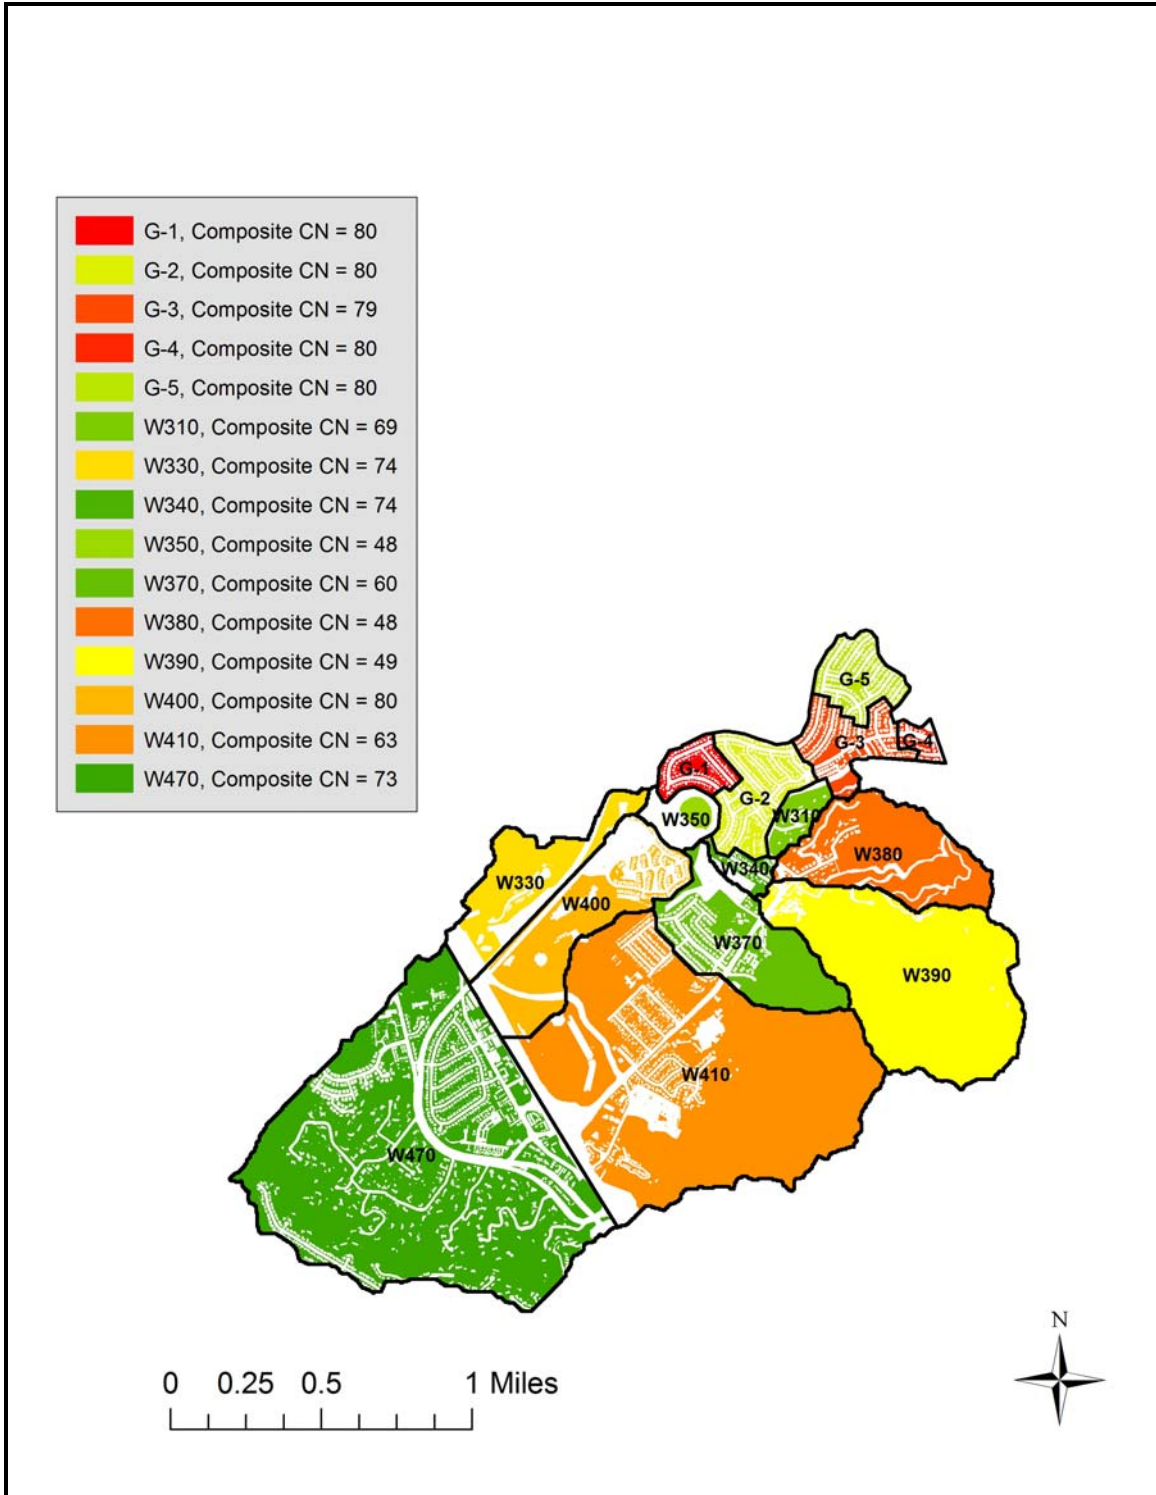 G-1, Composite CN = 80
G-2, Composite CN = 80
G-3, Composite CN = 79
G-4, Composite CN = 80
G-5, Composite CN = 80
W310, Composite CN = 69
W330, Composite CN = 74
W340, Composite CN = 74
W350, Composite CN = 48
W370, Composite CN = 60
W380, Composite CN = 48
W390, Composite CN = 49
W400, Composite CN = 80
W410, Composite CN = 63
W470, Composite CN = 73
G-5
G-3
G-4
G-1
G-2
W310
W350
W380
W340
W330
W400
W370
W390
W410
W470
N
0 0.25 0.5 1 Miles